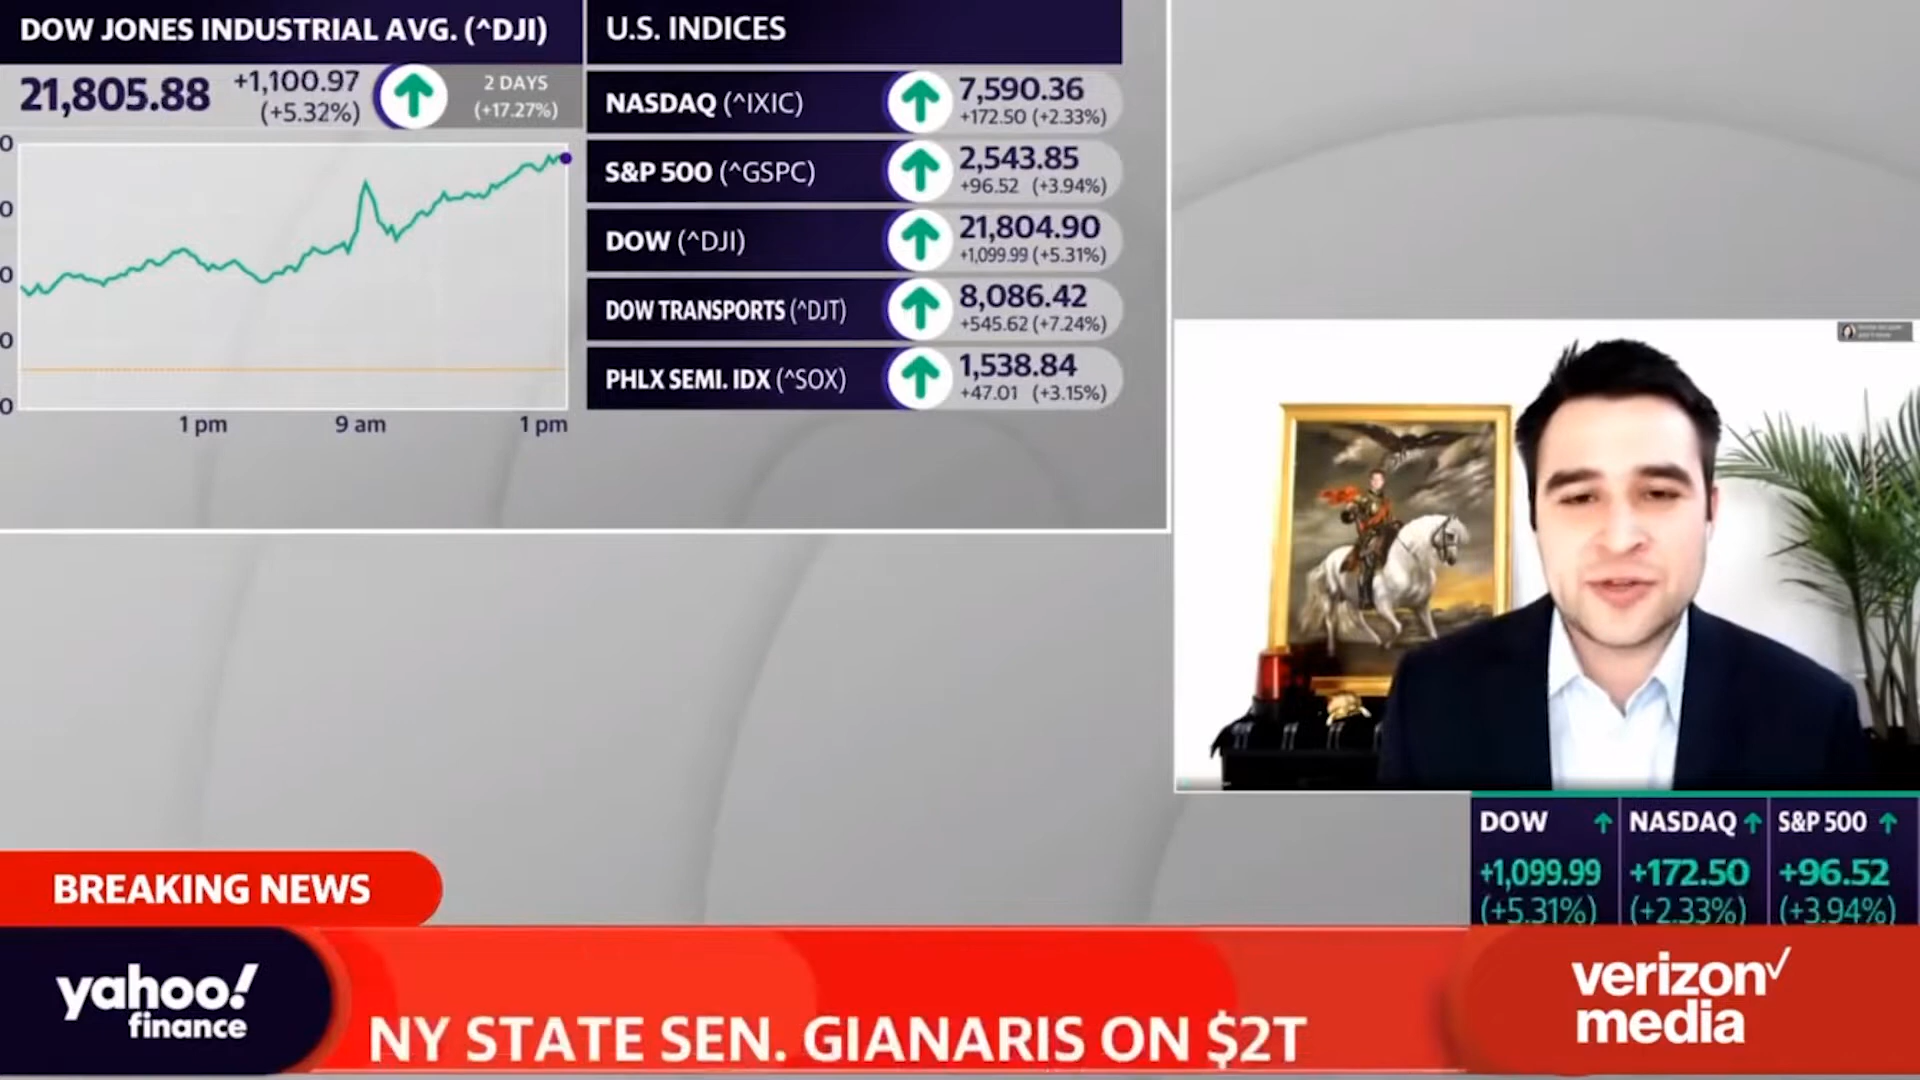 DOW JONES INDUSTRIAL AVG. (^DJI)
21,805.88
+1,100.97
(+5.32%)
2 DAYS
(+17.27%)
0
0
0
0
0
1 pm
9 am
1 pm
U.S. INDICES
NASDAQ (^IXIC)
7,590.36
+172.50 (+2.33%)
S&P 500 (^GSPC)
2,543.85
+96.52 (+3.94%)
DOW (^DJI)
21,804.90
+1,099.99 (+5.31%)
DOW TRANSPORTS (^DJT)
8,086.42
+545.62 (+7.24%)
PHLX SEMI. IDX (^SOX)
1,538.84
+47.01 (+3.15%)
DOW
+1,099.99
(+5.31%)
NASDAQ
+172.50
(+2.33%)
S&P 500
+96.52
(+3.94%)
BREAKING NEWS
yahoo!
finance
NY STATE SEN. GIANARIS ON $2T
verizon✓
media